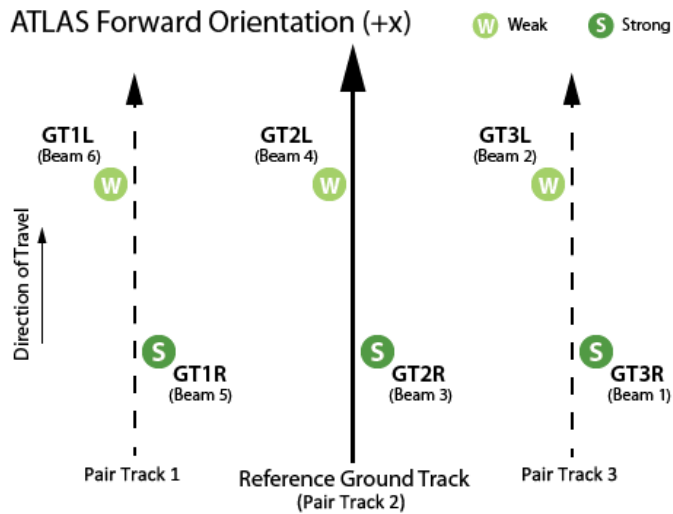 ATLAS Forward Orientation (+x)
W Weak
S Strong
GT1L
(Beam 6)
W
GT2L
(Beam 4)
W
GT3L
(Beam 2)
W
Direction of Travel
S
GT1R
(Beam 5)
S
GT2R
(Beam 3)
S
GT3R
(Beam 1)
Pair Track 1
Reference Ground Track
(Pair Track 2)
Pair Track 3